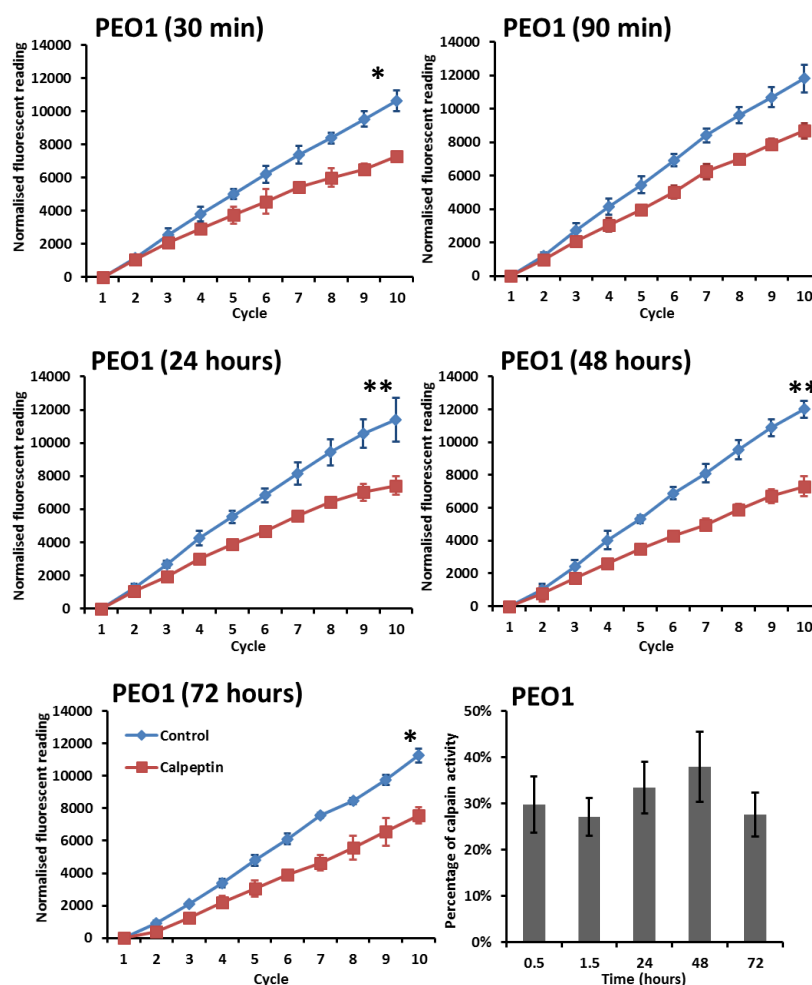 PEO1 (30 min)
Normalised fluorescent reading
14000
12000
10000
8000
6000
4000
2000
0
*
1 2 3 4 5 6 7 8 9 10
Cycle
PEO1 (90 min)
Normalised fluorescent reading
14000
12000
10000
8000
6000
4000
2000
0
1 2 3 4 5 6 7 8 9 10
Cycle
PEO1 (24 hours)
Normalised fluorescent reading
14000
12000
10000
8000
6000
4000
2000
0
**
1 2 3 4 5 6 7 8 9 10
Cycle
PEO1 (48 hours)
Normalised fluorescent reading
14000
12000
10000
8000
6000
4000
2000
0
**
1 2 3 4 5 6 7 8 9 10
Cycle
PEO1 (72 hours)
Normalised fluorescent reading
14000
12000
10000
8000
6000
4000
2000
0
Control
Calpeptin
*
1 2 3 4 5 6 7 8 9 10
Cycle
PEO1
Percentage of calpain activity
50%
40%
30%
20%
10%
0%
0.5 1.5 24 48 72
Time (hours)